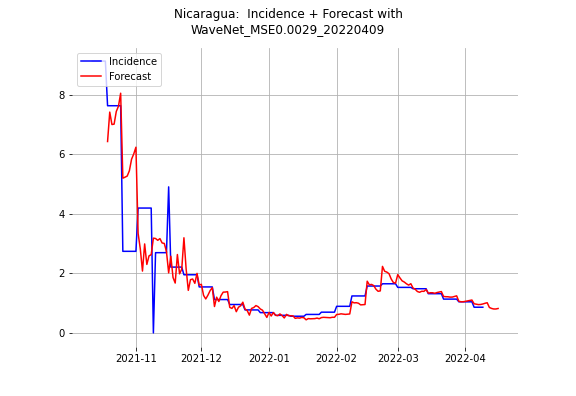 Nicaragua:  Incidence + Forecast with
WaveNet_MSE0.0029_20220409
Incidence
Forecast
8
6
4
2
0
2021-11
2021-12
2022-01
2022-02
2022-03
2022-04